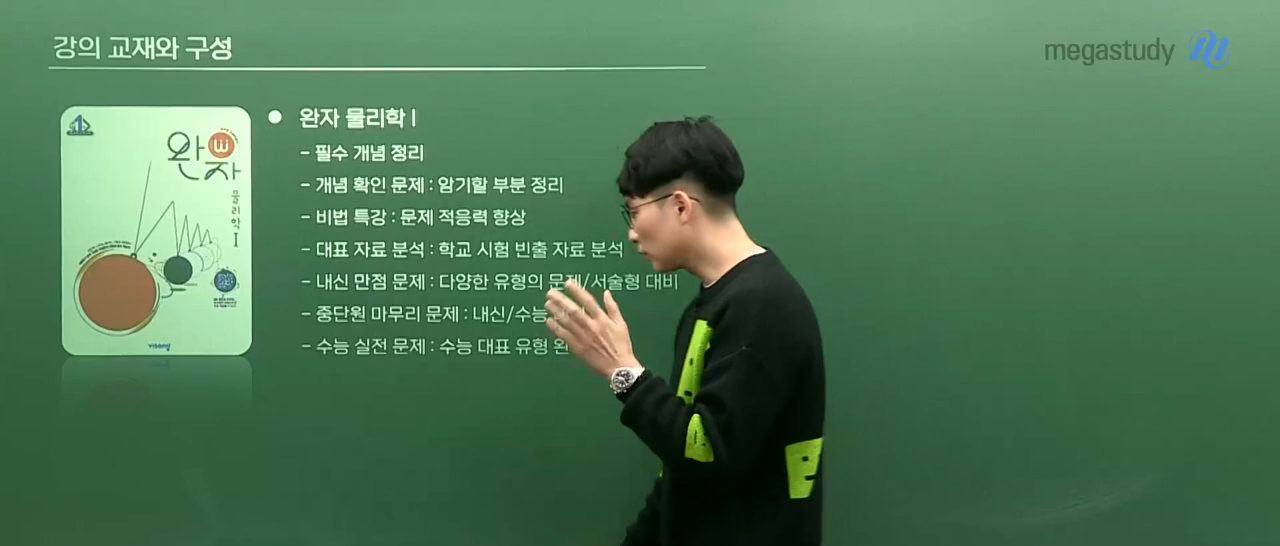 강의 교재와 구성
megastudy
완자
물리학 I
visang
완자 물리학 I
- 필수 개념 정리
- 개념 확인 문제 : 암기할 부분 정리
- 비법 특강 : 문제 적응력 향상
- 대표 자료 분석 : 학교 시험 빈출 자료 분석
- 내신 만점 문제 : 다양한 유형의 문제/서술형 대비
- 중단원 마무리 문제 : 내신/수능
- 수능 실전 문제 : 수능 대표 유형